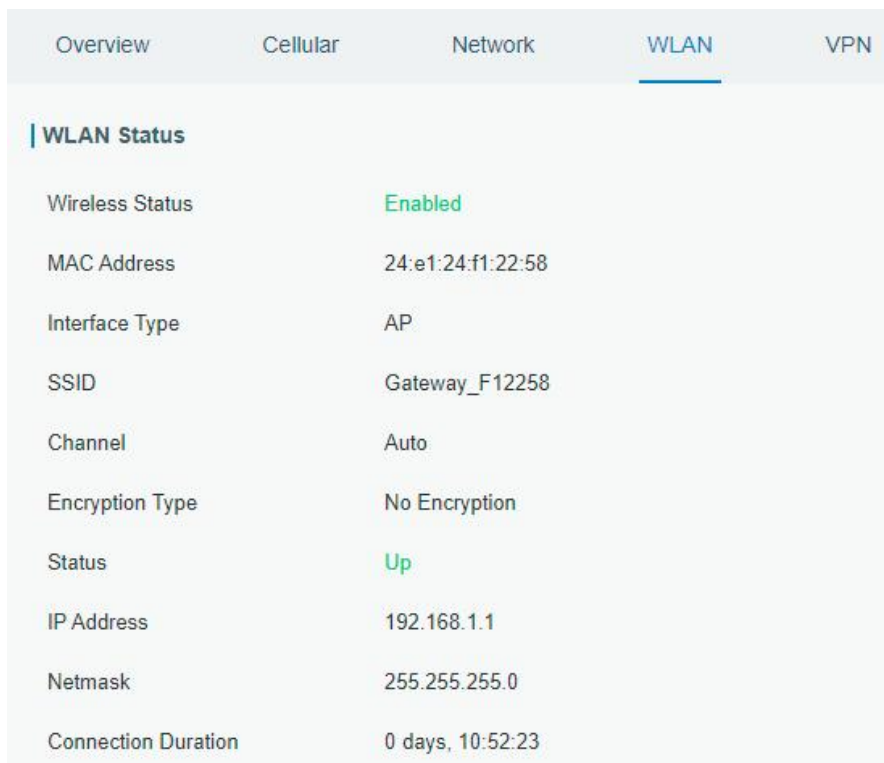 Overview Cellular Network WLAN VPN
WLAN Status
Wireless Status Enabled
MAC Address 24:e1:24:f1:22:58
Interface Type AP
SSID Gateway_F12258
Channel Auto
Encryption Type No Encryption
Status Up
IP Address 192.168.1.1
Netmask 255.255.255.0
Connection Duration 0 days, 10:52:23